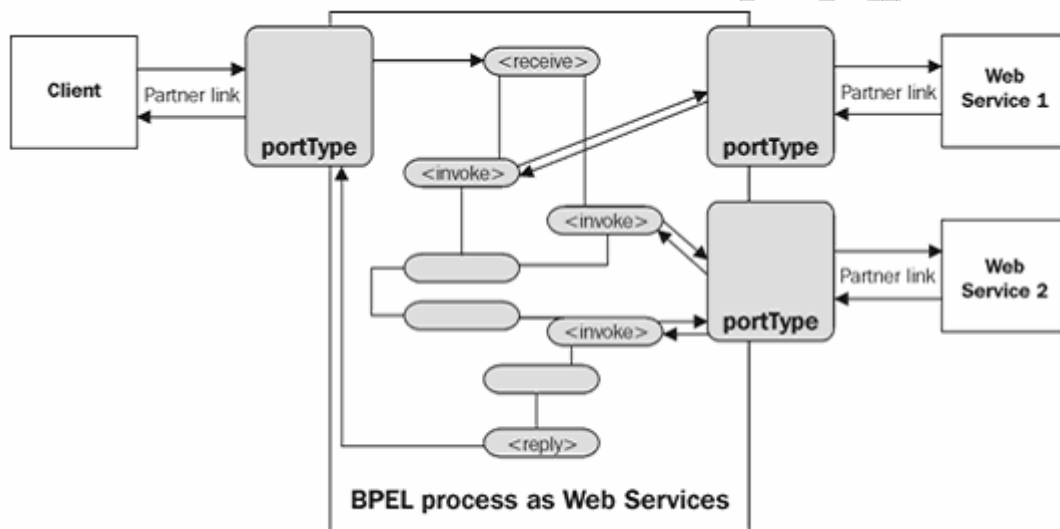 Client
Partner link
portType
<receive>
<invoke>
<invoke>
<invoke>
<reply>
portType
Partner link
Web
Service 1
portType
Partner link
Web
Service 2
BPEL process as Web Services